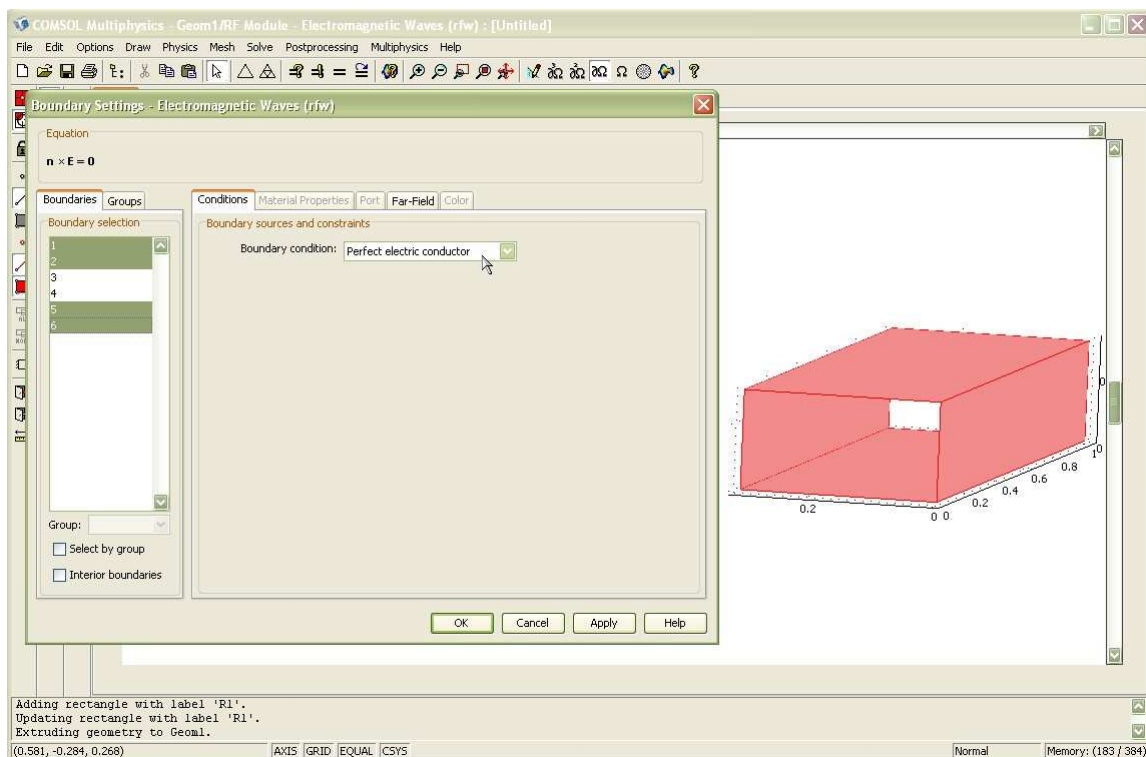 COMSOL Multiphysics - Geom1/RF Module - Electromagnetic Waves (rfw) : [Untitled]
File Edit Options Draw Physics Mesh Solve Postprocessing Multiphysics Help
Boundary Settings - Electromagnetic Waves (rfw)
Equation
n × E = 0
Boundaries Groups
Conditions Material Properties Port Far-Field Color
Boundary selection
Boundary sources and constraints
1
2
3
4
5
6
Boundary condition: Perfect electric conductor
Group:
Select by group
Interior boundaries
OK Cancel Apply Help
0
1 0
0.8
0.6
0.4
0.2
0.2
0 0
Adding rectangle with label 'R1'.
Updating rectangle with label 'R1'.
Extruding geometry to Geom1.
(0.581, -0.284, 0.268) AXIS GRID EQUAL CSYS Normal Memory: (183 / 384)